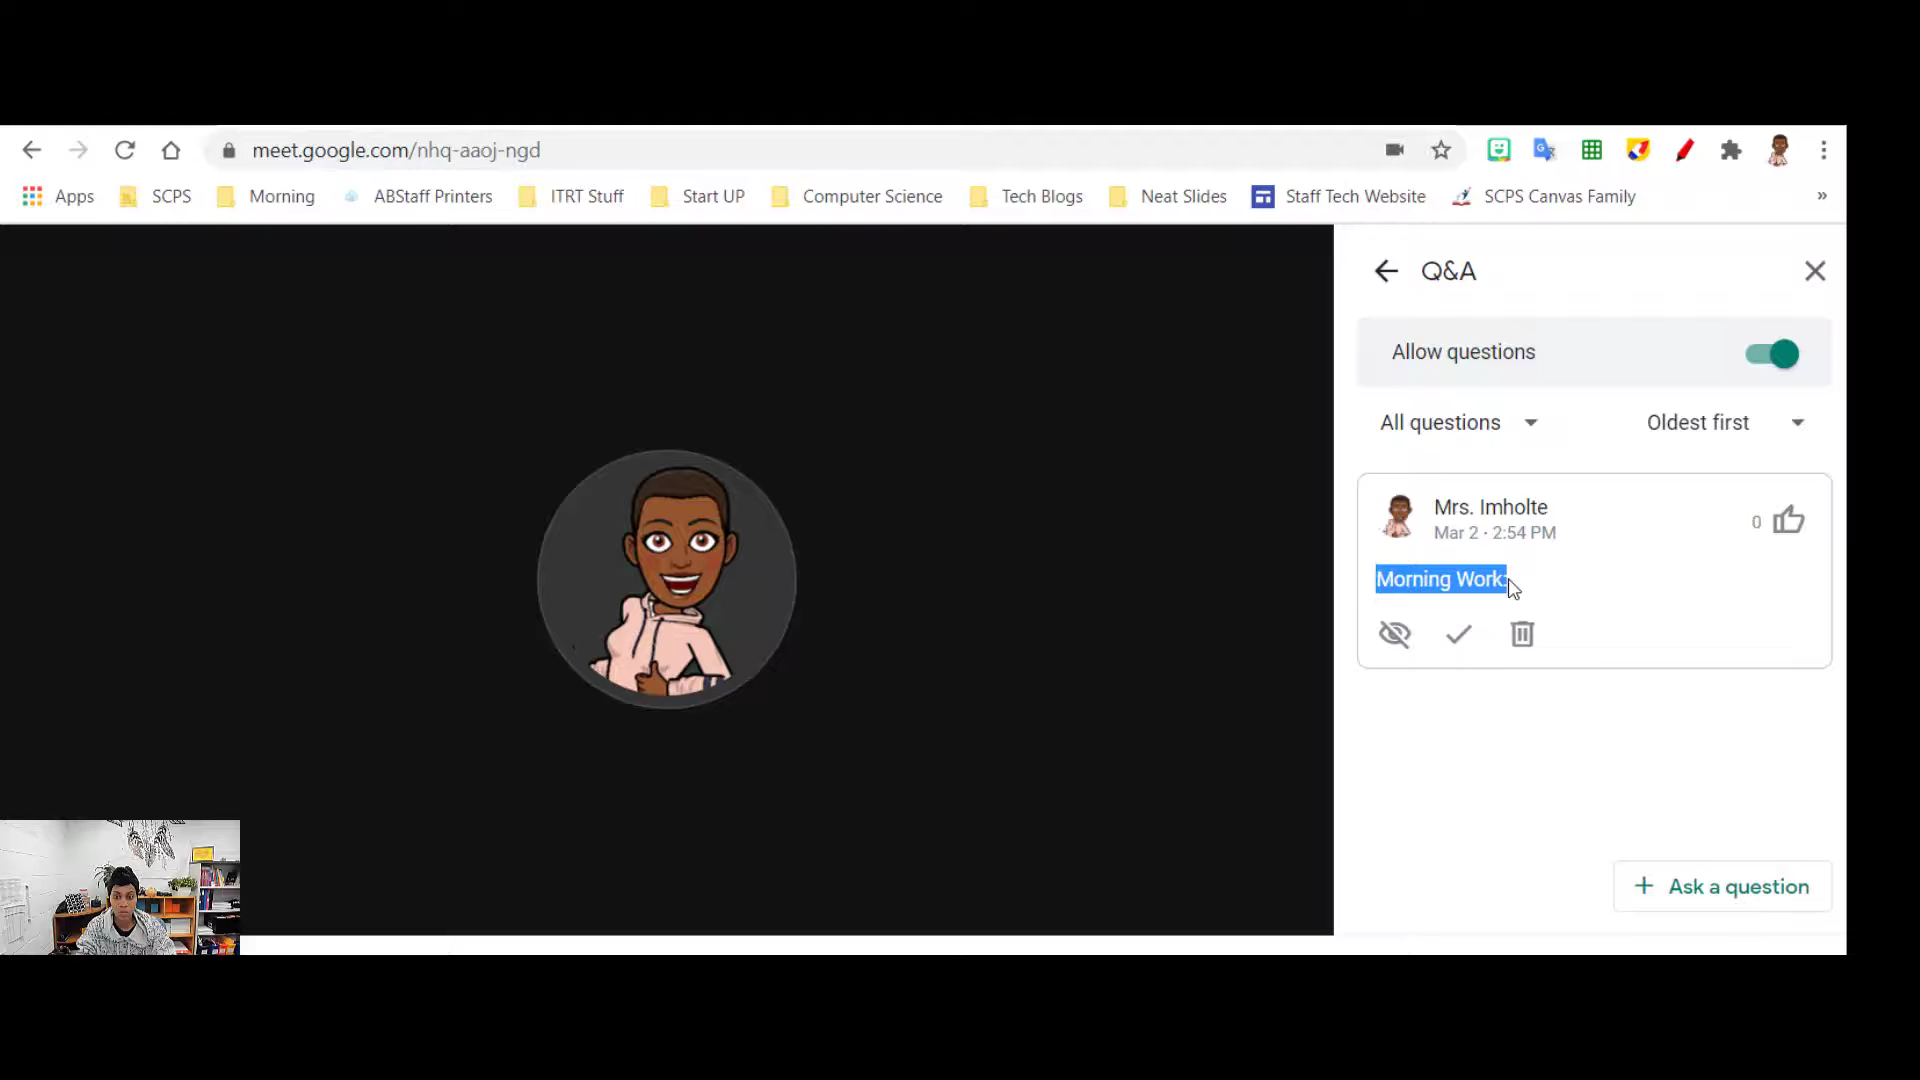 meet.google.com/nhq-aaoj-ngd
Apps SCPS Morning ABStaff Printers ITRT Stuff Start UP Computer Science Tech Blogs Neat Slides Staff Tech Website SCPS Canvas Family »
Q&A
Allow questions
All questions Oldest first
Mrs. Imholte
Mar 2 · 2:54 PM
0
Morning Work:
+ Ask a question